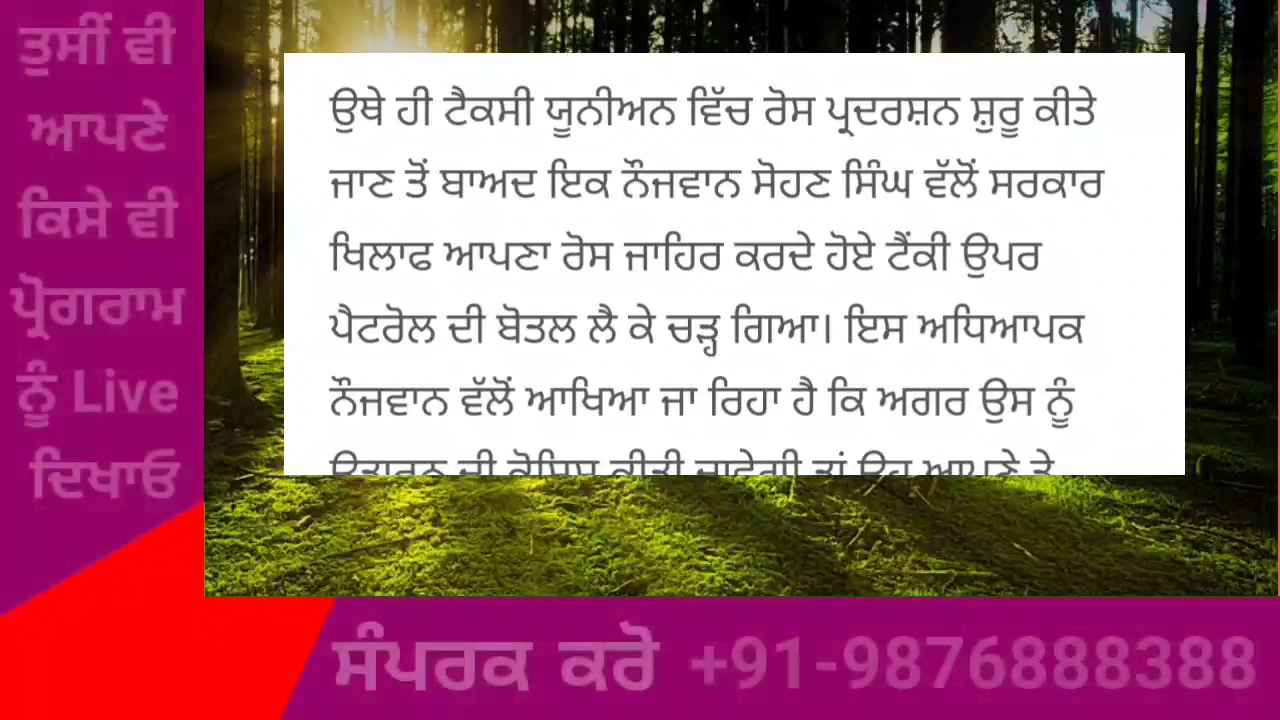 ਤੁਸੀਂ ਵੀ
ਆਪਣੇ
ਕਿਸੇ ਵੀ
ਪ੍ਰੋਗਰਾਮ
ਨੂੰ Live
ਦਿਖਾਓ
ਉਥੇ ਹੀ ਟੈਕਸੀ ਯੂਨੀਅਨ ਵਿੱਚ ਰੋਸ ਪ੍ਰਦਰਸ਼ਨ ਸ਼ੁਰੂ ਕੀਤੇ
ਜਾਣ ਤੋਂ ਬਾਅਦ ਇਕ ਨੌਜਵਾਨ ਸੋਹਣ ਸਿੰਘ ਵੱਲੋਂ ਸਰਕਾਰ
ਖਿਲਾਫ ਆਪਣਾ ਰੋਸ ਜਾਹਿਰ ਕਰਦੇ ਹੋਏ ਟੈਂਕੀ ਉਪਰ
ਪੈਟਰੋਲ ਦੀ ਬੋਤਲ ਲੈ ਕੇ ਚੜ੍ਹ ਗਿਆ। ਇਸ ਅਧਿਆਪਕ
ਨੌਜਵਾਨ ਵੱਲੋਂ ਆਖਿਆ ਜਾ ਰਿਹਾ ਹੈ ਕਿ ਅਗਰ ਉਸ ਨੂੰ
ਸੰਪਰਕ ਕਰੋ +91-9876888388